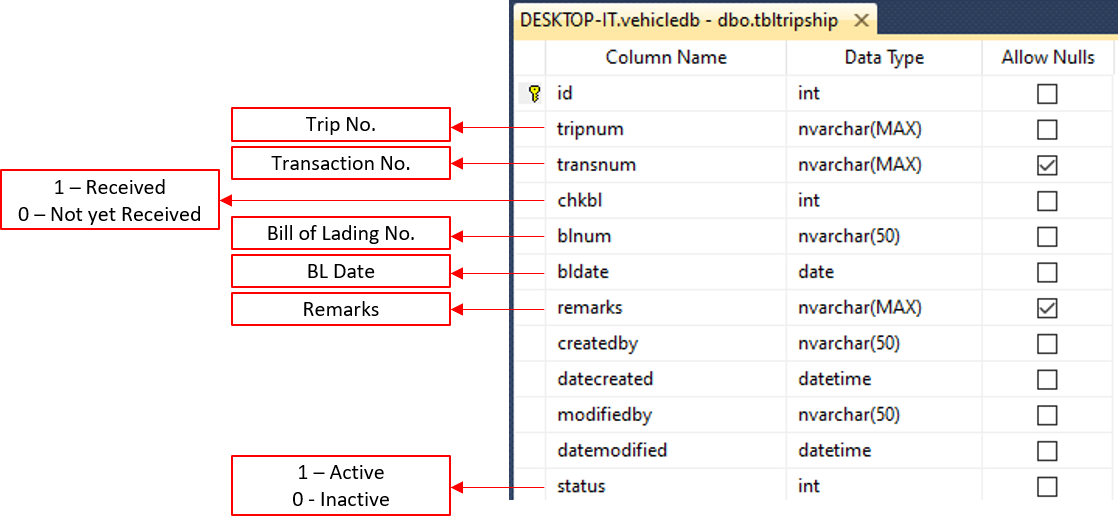 DESKTOP-IT.vehicledb - dbo.tbltripship
Column Name Data Type Allow Nulls
id int
Trip No. tripnum nvarchar(MAX)
Transaction No. transnum nvarchar(MAX)
1 – Received
0 – Not yet Received
chkbl int
Bill of Lading No. blnum nvarchar(50)
BL Date bldate date
Remarks remarks nvarchar(MAX)
createdby nvarchar(50)
datecreated datetime
modifiedby nvarchar(50)
datemodified datetime
1 – Active
0 - Inactive
status int